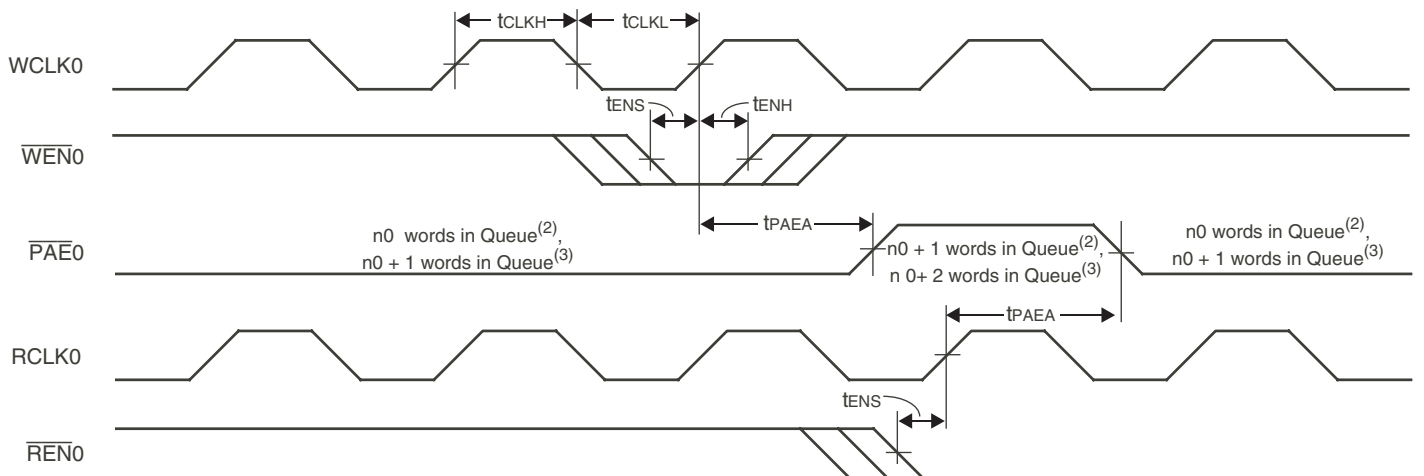 tCLKH
tCLKL
WCLK0
tENS
tENH
WEN0
tPAEA
n0 words in Queue(2),
n0 + 1 words in Queue(3)
n0 + 1 words in Queue(2),
n 0+ 2 words in Queue(3)
n0 words in Queue(2),
n0 + 1 words in Queue(3)
PAE0
tPAEA
RCLK0
tENS
REN0